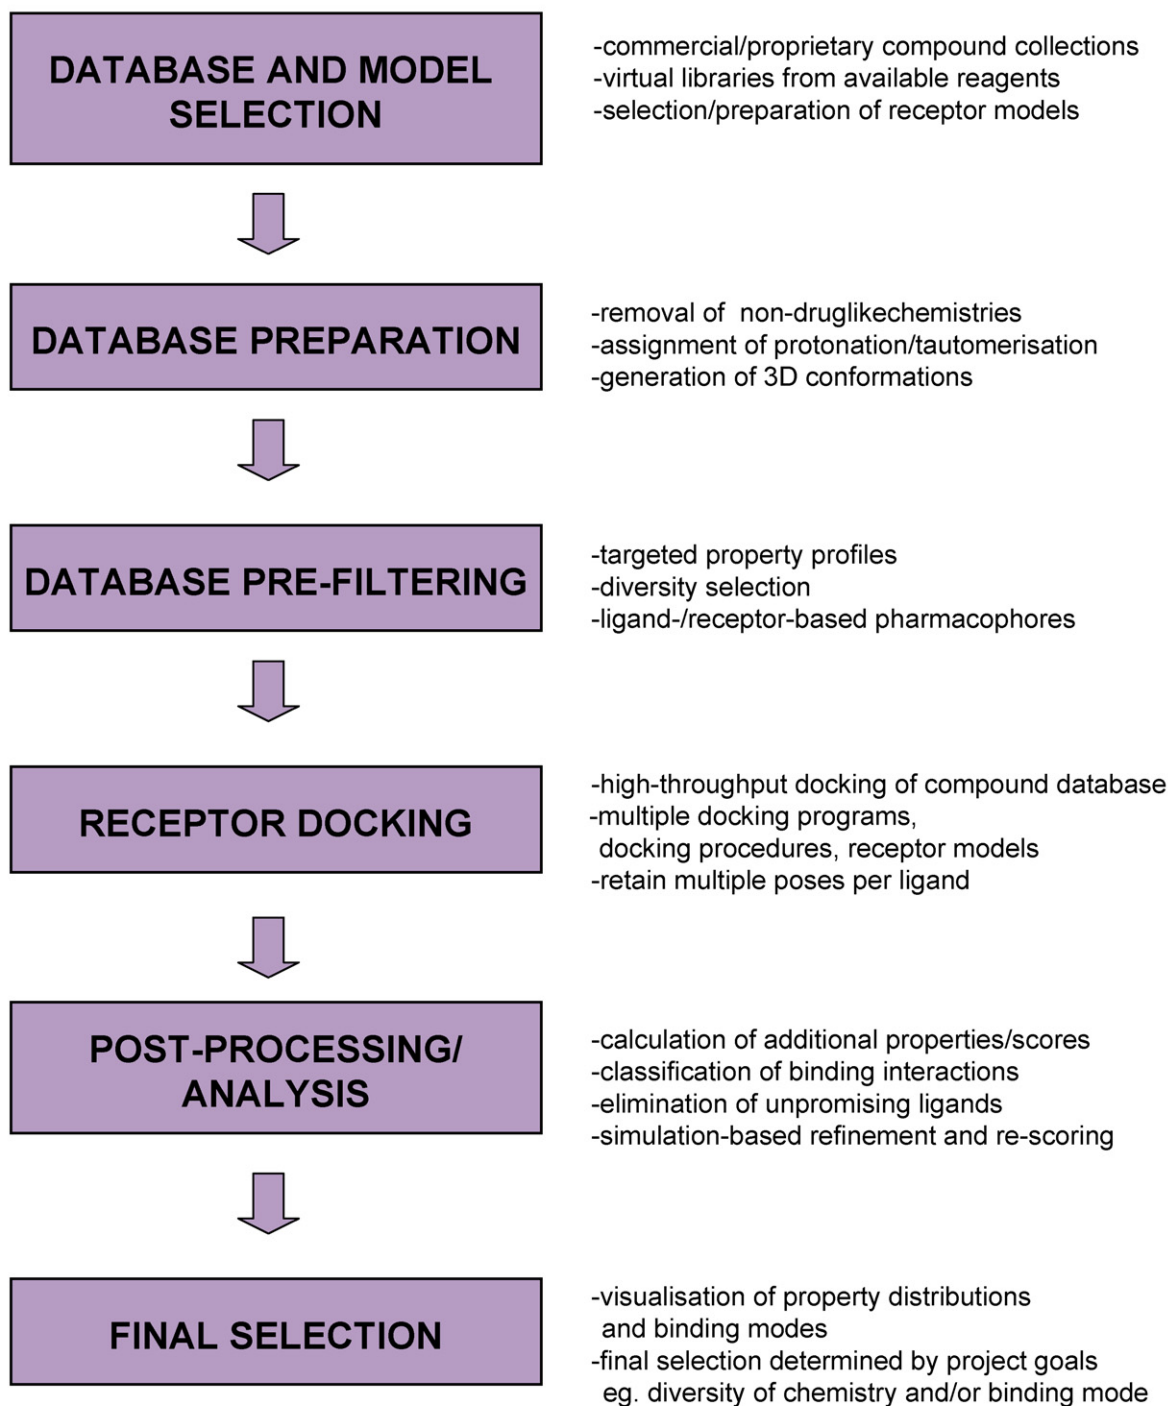 DATABASE AND MODEL
SELECTION
-commercial/proprietary compound collections
-virtual libraries from available reagents
-selection/preparation of receptor models
DATABASE PREPARATION
-removal of  non-druglikechemistries
-assignment of protonation/tautomerisation
-generation of 3D conformations
DATABASE PRE-FILTERING
-targeted property profiles
-diversity selection
-ligand-/receptor-based pharmacophores
RECEPTOR DOCKING
-high-throughput docking of compound database
-multiple docking programs,
docking procedures, receptor models
-retain multiple poses per ligand
POST-PROCESSING/
ANALYSIS
-calculation of additional properties/scores
-classification of binding interactions
-elimination of unpromising ligands
-simulation-based refinement and re-scoring
FINAL SELECTION
-visualisation of property distributions
and binding modes
-final selection determined by project goals
eg. diversity of chemistry and/or binding mode